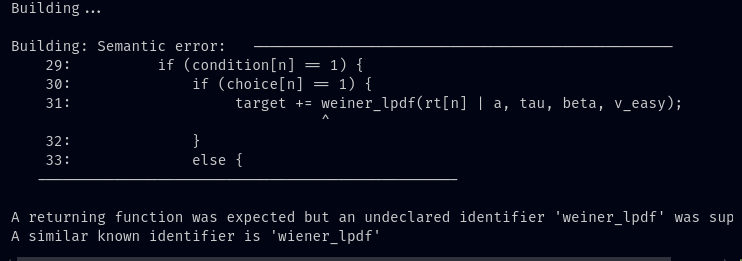 Building...
Building: Semantic error:
29: if (condition[n] == 1) {
30: if (choice[n] == 1) {
31: target += weiner_lpdf(rt[n] | a, tau, beta, v_easy);
^
32: }
33: else {
A returning function was expected but an undeclared identifier 'weiner_lpdf' was sup
A similar known identifier is 'wiener_lpdf'